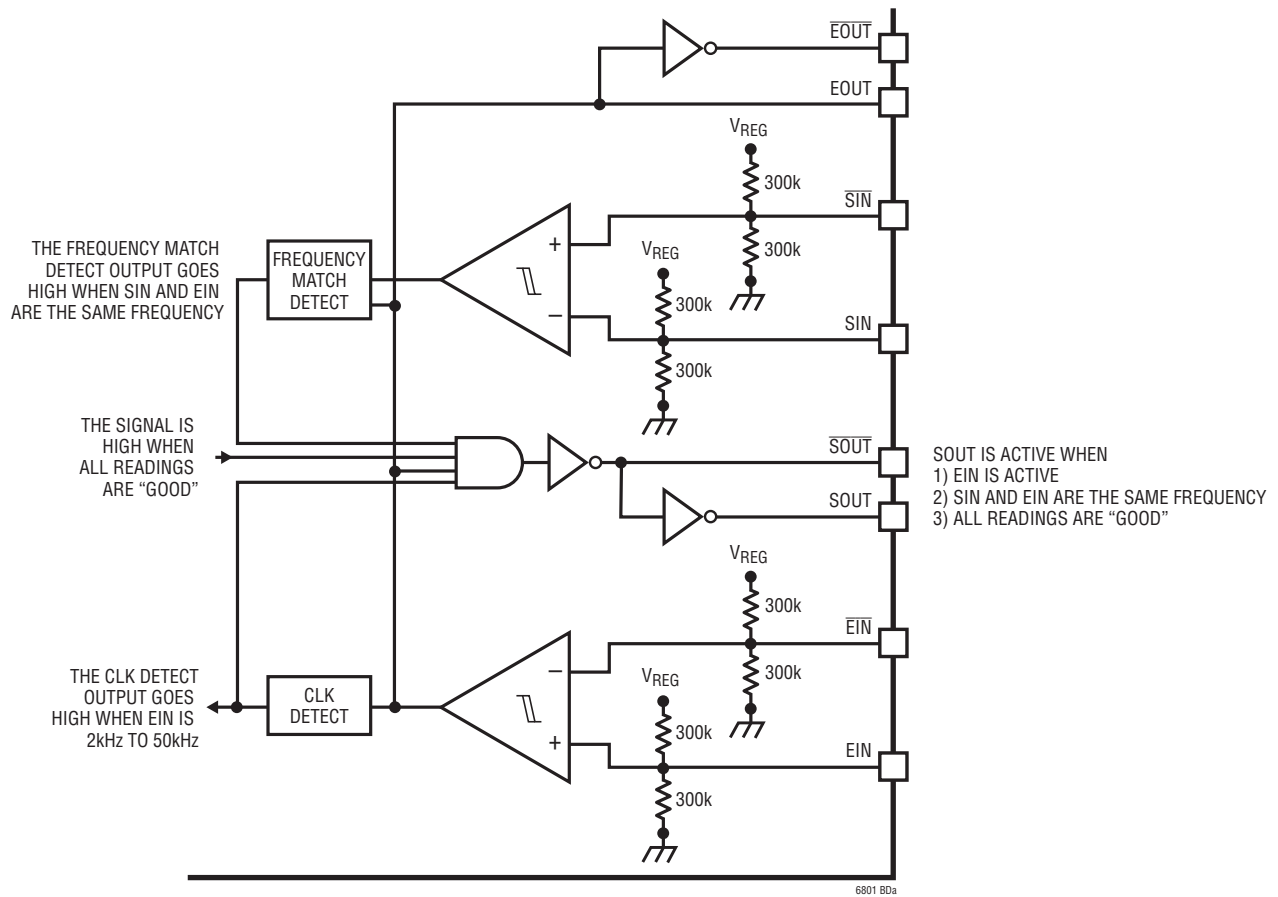 E̅O̅U̅T̅
EOUT
VREG
300k
S̅I̅N̅
300k
VREG
300k
SIN
300k
THE FREQUENCY MATCH
DETECT OUTPUT GOES
HIGH WHEN SIN AND EIN
ARE THE SAME FREQUENCY
FREQUENCY
MATCH
DETECT
+
–
THE SIGNAL IS
HIGH WHEN
ALL READINGS
ARE “GOOD”
S̅O̅U̅T̅
SOUT
SOUT IS ACTIVE WHEN
1) EIN IS ACTIVE
2) SIN AND EIN ARE THE SAME FREQUENCY
3) ALL READINGS ARE “GOOD”
VREG
300k
E̅I̅N̅
300k
VREG
300k
EIN
300k
THE CLK DETECT
OUTPUT GOES
HIGH WHEN EIN IS
2kHz TO 50kHz
CLK
DETECT
–
+
6801 BDa